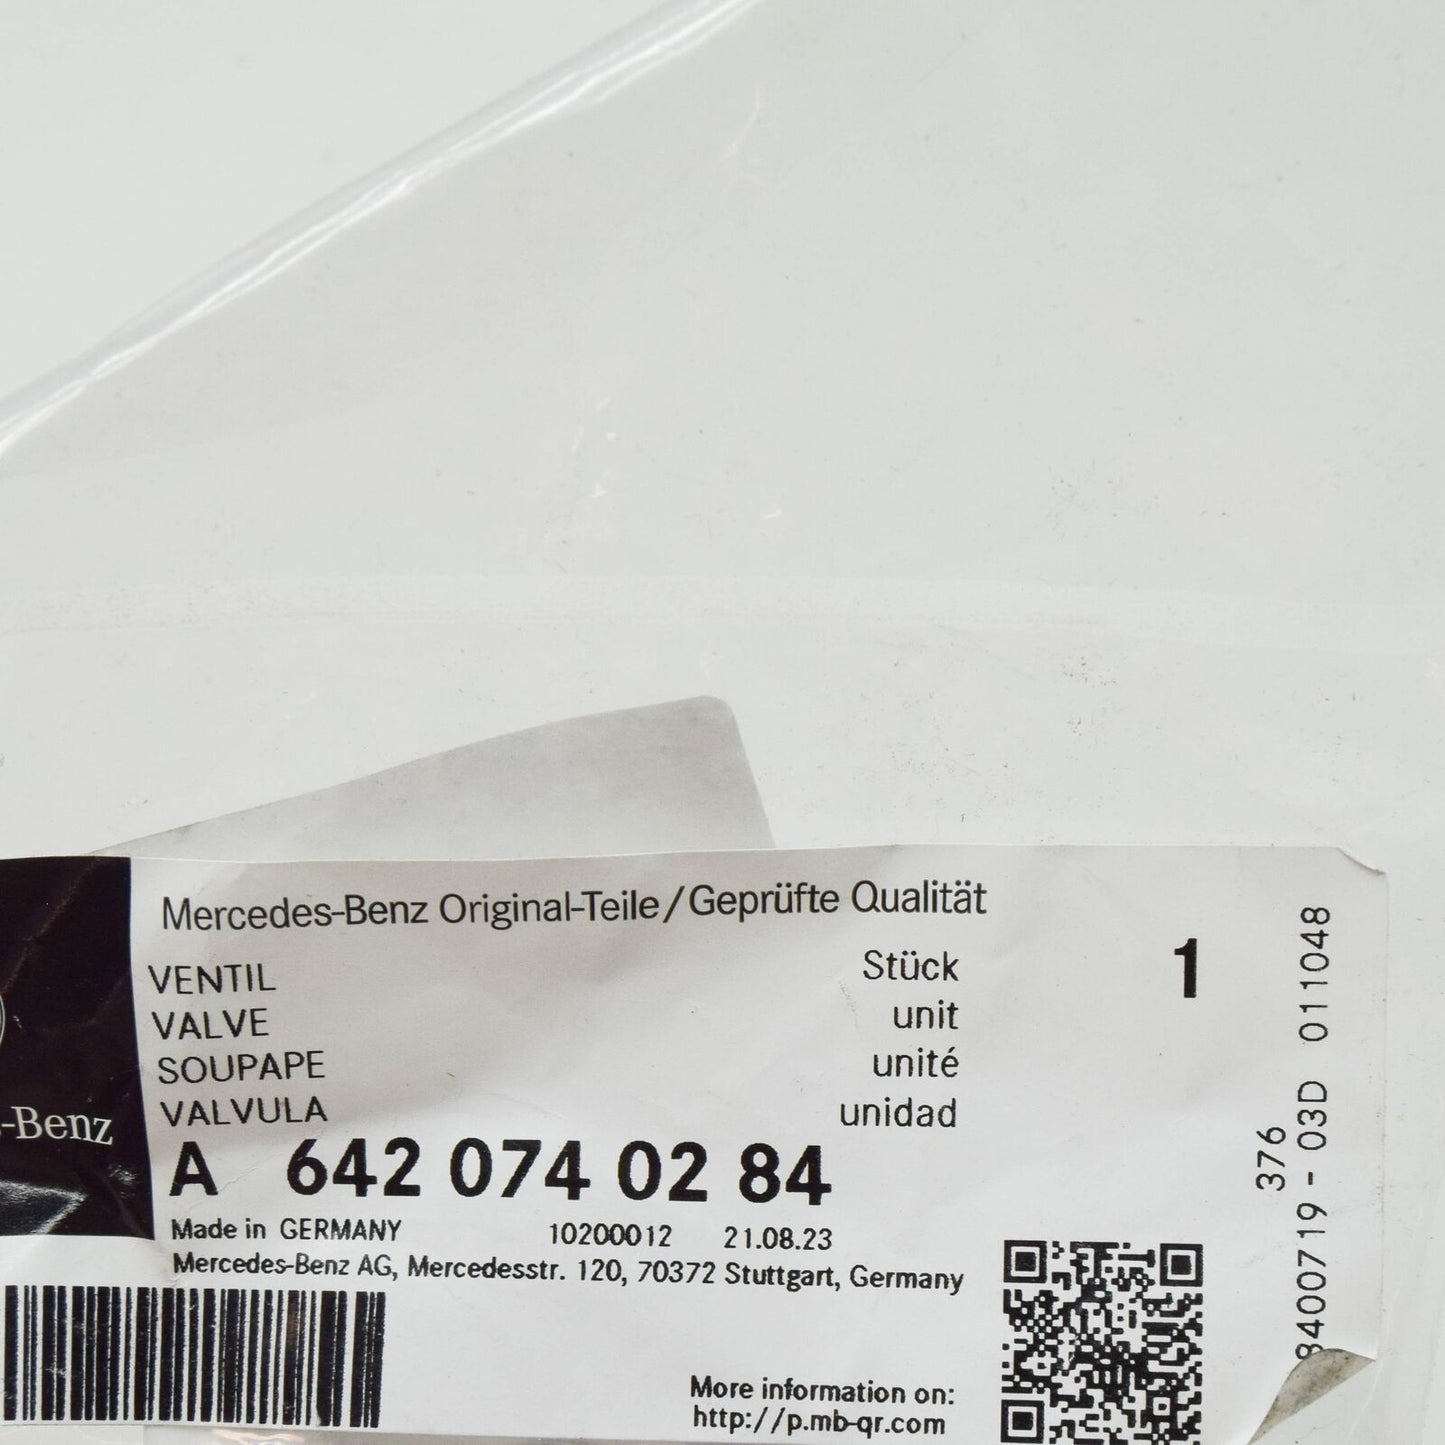 Mercedes-Benz Original-Teile/Geprüfte Qualität
VENTIL Stück 1
VALVE unit
SOUPAPE unité
VALVULA unidad
-Benz
A 642 074 02 84
Made in GERMANY 10200012 21.08.23
Mercedes-Benz AG, Mercedesstr. 120, 70372 Stuttgart, Germany
More information on:
http://p.mb-qr.com
376
8400719 - 03D 011048